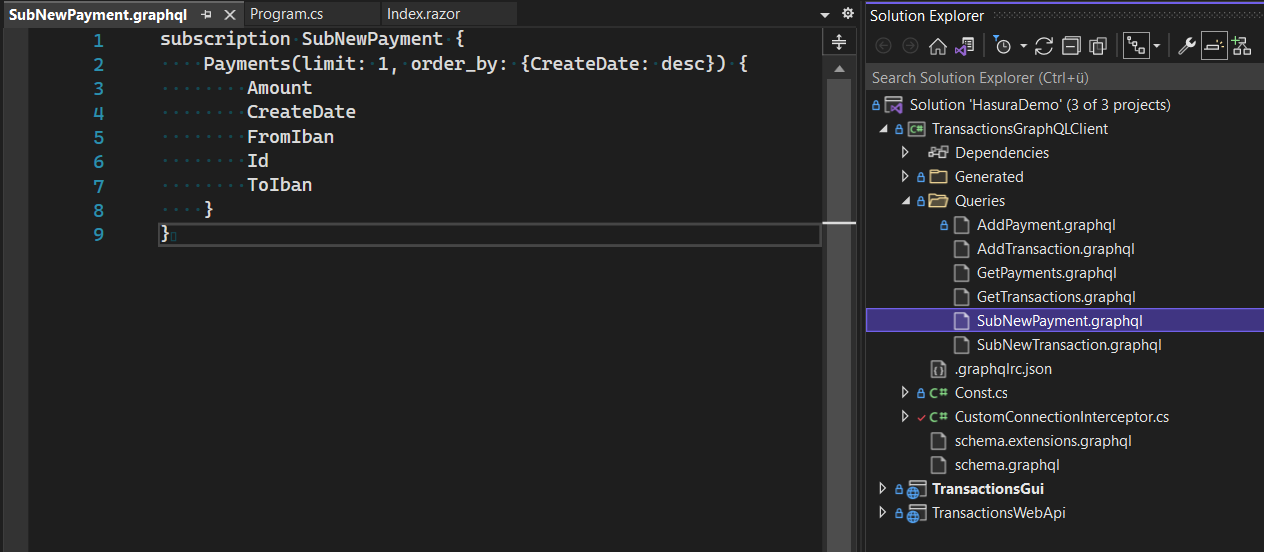 SubNewPayment.graphql
Program.cs
Index.razor
1 subscription SubNewPayment {
2 Payments(limit: 1, order_by: {CreateDate: desc}) {
3 Amount
4 CreateDate
5 FromIban
6 Id
7 ToIban
8 }
9 }
Solution Explorer
Search Solution Explorer (Ctrl+ü)
Solution 'HasuraDemo' (3 of 3 projects)
C# TransactionsGraphQLClient
Dependencies
Generated
Queries
AddPayment.graphql
AddTransaction.graphql
GetPayments.graphql
GetTransactions.graphql
SubNewPayment.graphql
SubNewTransaction.graphql
.graphqlrc.json
C# Const.cs
C# CustomConnectionInterceptor.cs
schema.extensions.graphql
schema.graphql
TransactionsGui
TransactionsWebApi